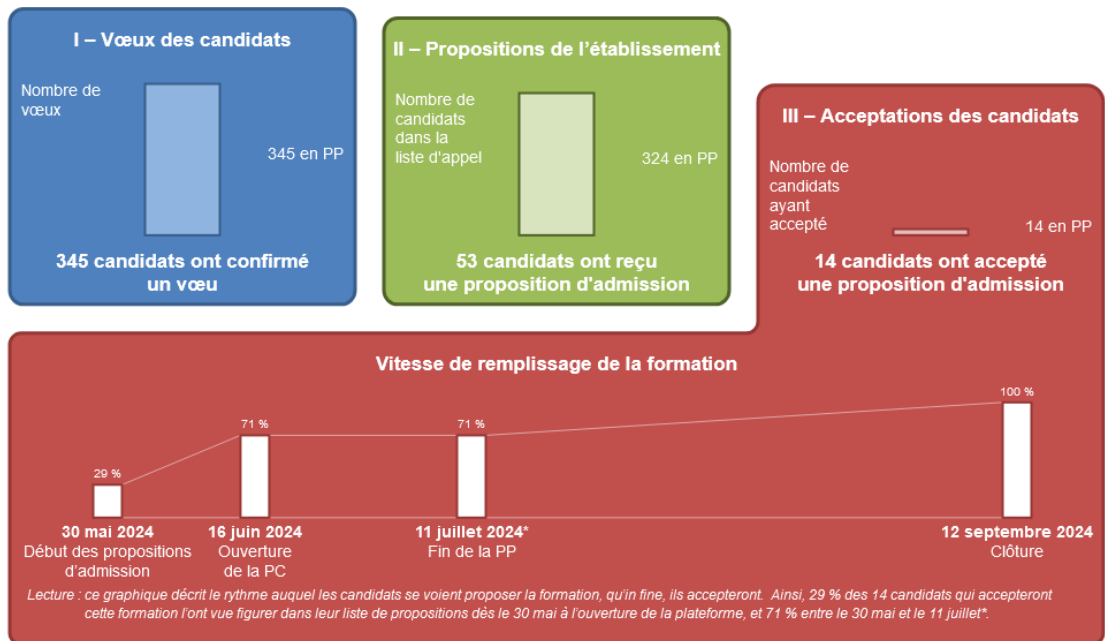 I – Vœux des candidats
Nombre de
vœux
345 en PP
345 candidats ont confirmé
un vœu
II – Propositions de l'établissement
Nombre de
candidats
dans la
liste d'appel
324 en PP
53 candidats ont reçu
une proposition d'admission
III – Acceptations des candidats
Nombre de
candidats
ayant
accepté
14 en PP
14 candidats ont accepté
une proposition d'admission
Vitesse de remplissage de la formation
29 %
71 %
71 %
100 %
30 mai 2024
Début des propositions
d'admission
16 juin 2024
Ouverture
de la PC
11 juillet 2024*
Fin de la PP
12 septembre 2024
Clôture
Lecture : ce graphique décrit le rythme auquel les candidats se voient proposer la formation, qu'in fine, ils accepteront. Ainsi, 29 % des 14 candidats qui accepteront
cette formation l'ont vue figurer dans leur liste de propositions dès le 30 mai à l'ouverture de la plateforme, et 71 % entre le 30 mai et le 11 juillet*.